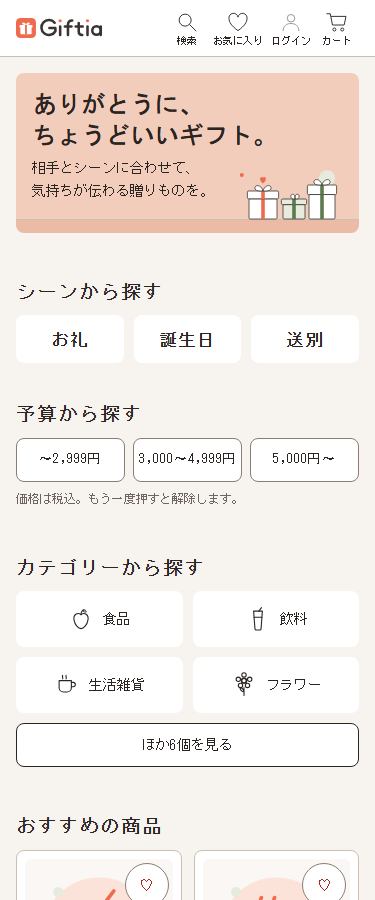 Giftia
検索
お気に入り
ログイン
カート
ありがとうに、
ちょうどいいギフト。
相手とシーンに合わせて、
気持ちが伝わる贈りものを。
シーンから探す
お礼
誕生日
送別
予算から探す
～2,999円
3,000～4,999円
5,000円～
価格は税込。もう一度押すと解除します。
カテゴリーから探す
食品
飲料
生活雑貨
フラワー
ほか6個を見る
おすすめの商品